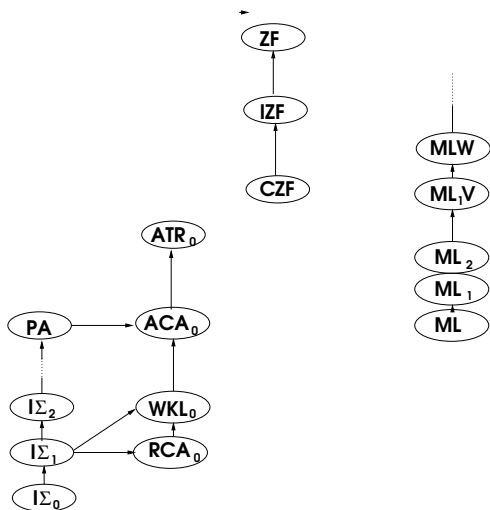 ZF
IZF
CZF
MLW
ML₁V
ML₂
ML₁
ML
ATR₀
PA
ACA₀
IΣ₂
WKL₀
IΣ₁
RCA₀
IΣ₀